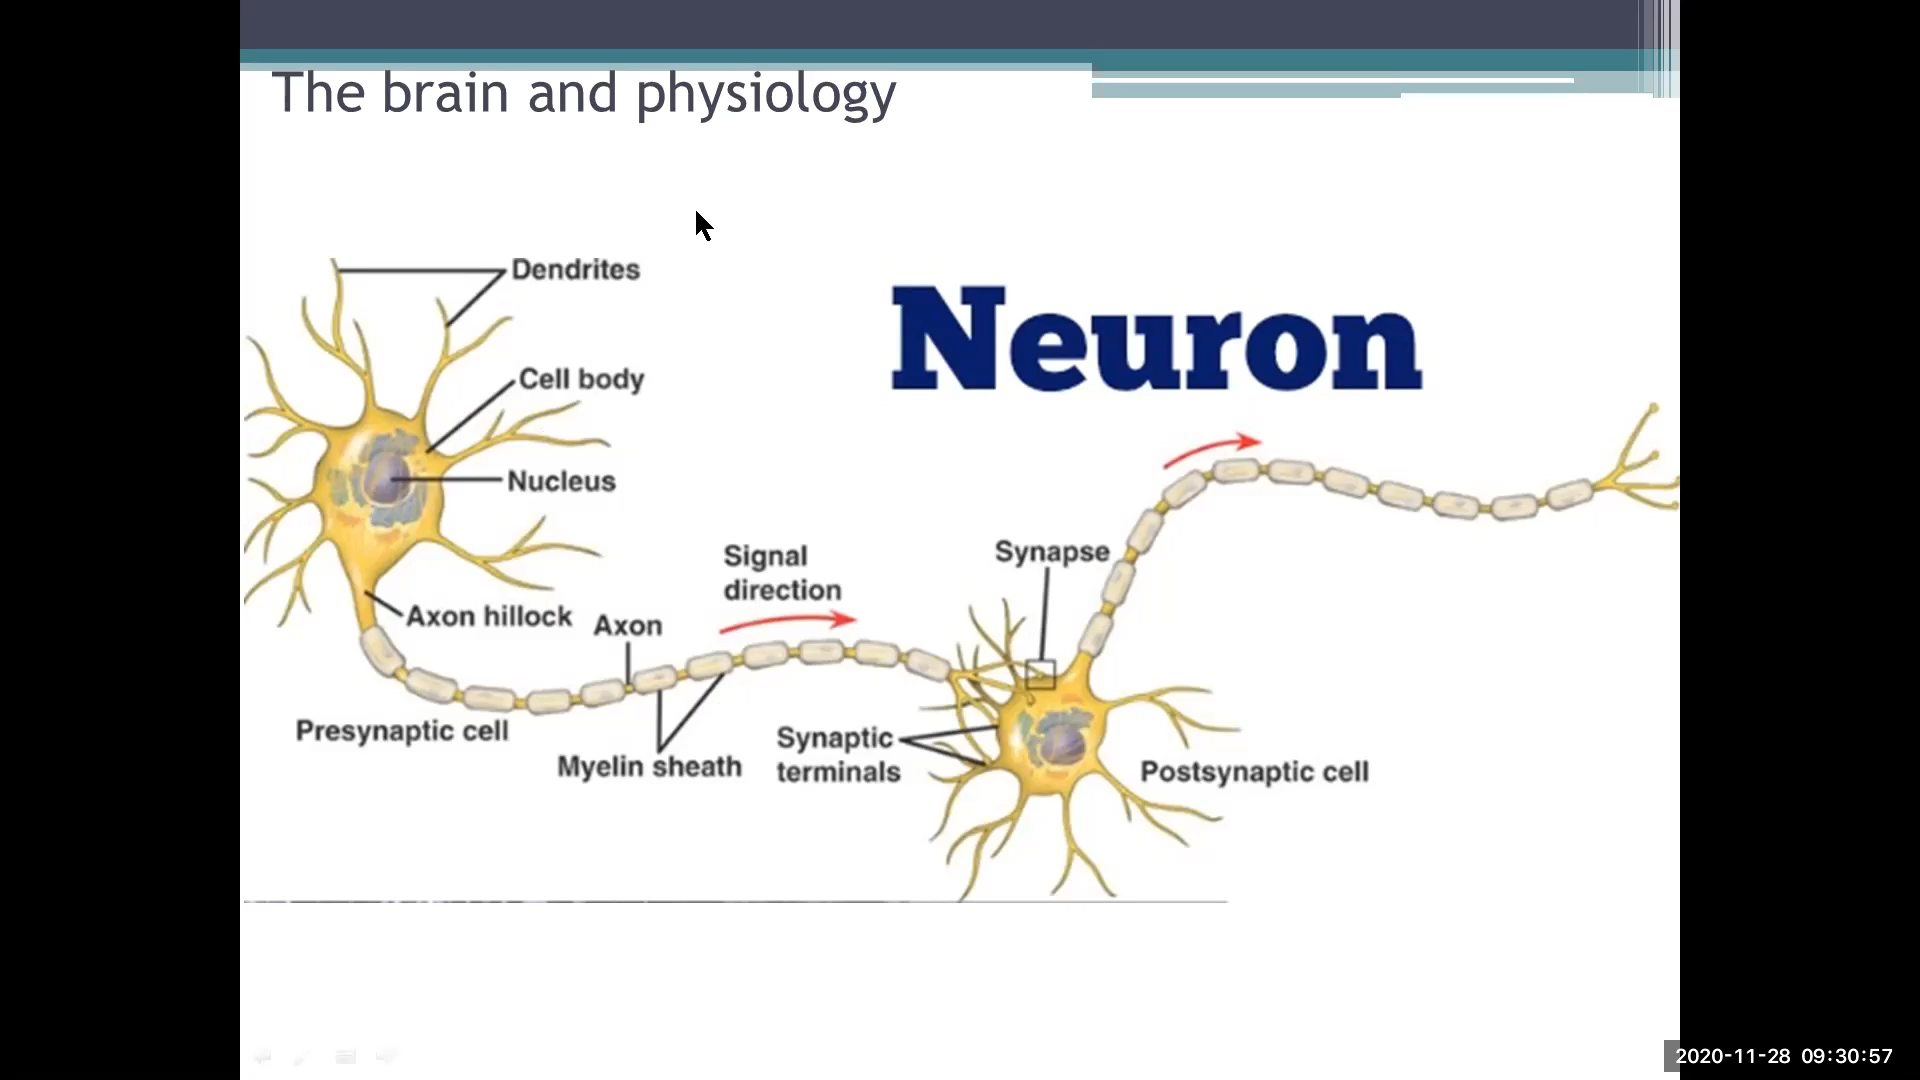 The brain and physiology
Dendrites
Neuron
Cell body
Nucleus
Signal
direction
Synapse
Axon hillock
Axon
Presynaptic cell
Myelin sheath
Synaptic
terminals
Postsynaptic cell
2020-11-28 09:30:57